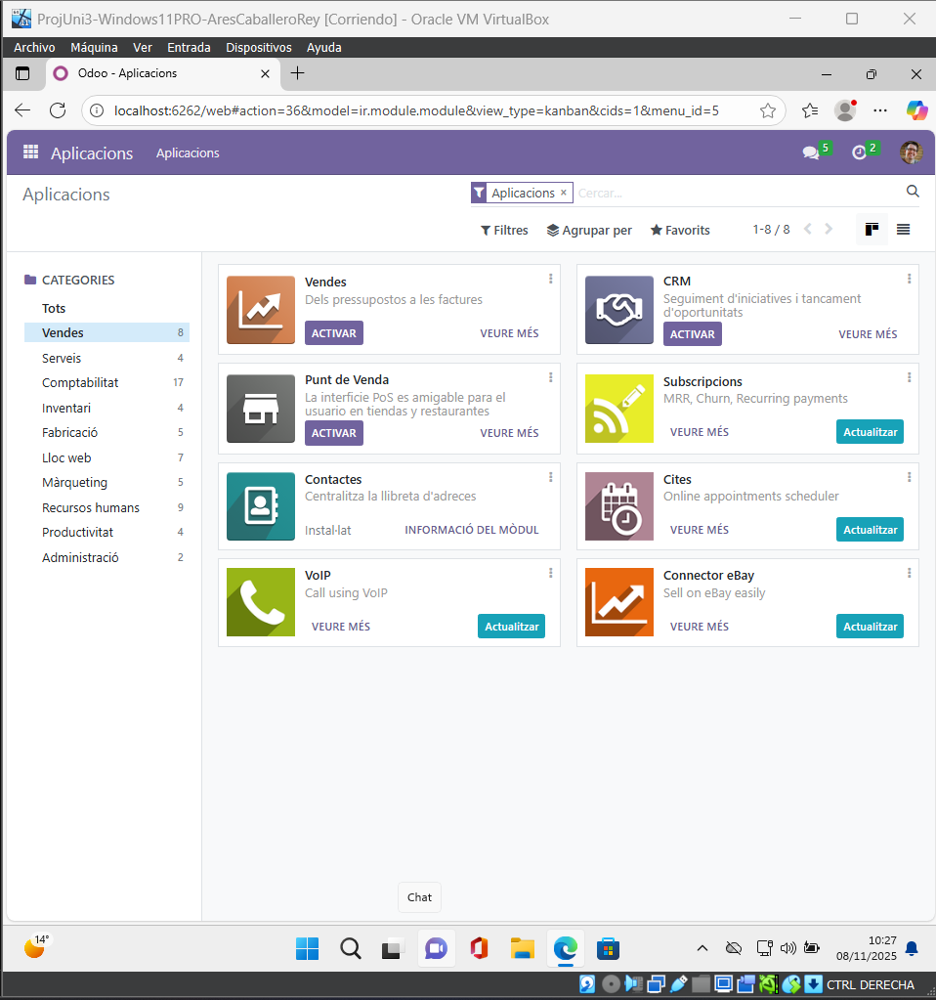 ProjUni3-Windows11PRO-AresCaballeroRey [Corriendo] - Oracle VM VirtualBox
Archivo Máquina Ver Entrada Dispositivos Ayuda
Odoo - Aplicacions
localhost:6262/web#action=36&model=ir.module.module&view_type=kanban&cids=1&menu_id=5
Aplicacions Aplicacions 5 2
Aplicacions
Aplicacions × Cercar...
Filtres Agrupar per Favorits 1-8 / 8
CATEGORIES
Tots
Vendes 8
Serveis 4
Comptabilitat 17
Inventari 4
Fabricació 5
Lloc web 7
Màrqueting 5
Recursos humans 9
Productivitat 4
Administració 2
Vendes
Dels pressupostos a les factures
ACTIVAR VEURE MÉS
CRM
Seguiment d'iniciatives i tancament
d'oportunitats
ACTIVAR VEURE MÉS
Punt de Venda
La interficie PoS es amigable para el
usuario en tiendas y restaurantes
ACTIVAR VEURE MÉS
Subscripcions
MRR, Churn, Recurring payments
VEURE MÉS Actualitzar
Contactes
Centralitza la llibreta d'adreces
Instal·lat INFORMACIÓ DEL MÒDUL
Cites
Online appointments scheduler
VEURE MÉS Actualitzar
VoIP
Call using VoIP
VEURE MÉS Actualitzar
Connector eBay
Sell on eBay easily
VEURE MÉS Actualitzar
Chat
14°
10:27
08/11/2025
CTRL DERECHA